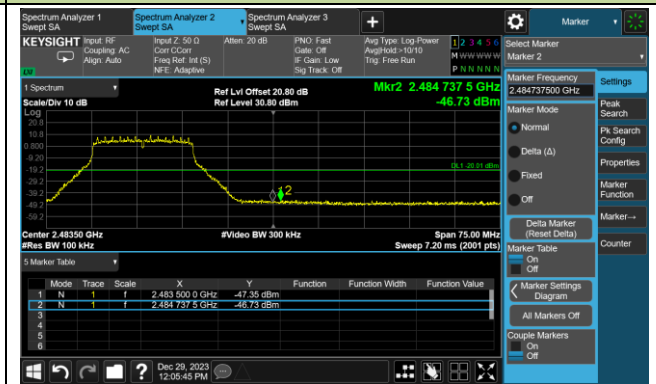 Spectrum Analyzer 1
Swept SA
Spectrum Analyzer 2
Swept SA
Spectrum Analyzer 3
Swept SA
Marker
KEYSIGHT
Input: RF
Coupling: AC
Align: Auto
Input Z: 50 Ω
Corr CCorr
Freq Ref: Int (S)
NFE: Adaptive
Atten: 20 dB
PNO: Fast
Gate: Off
IF Gain: Low
Sig Track: Off
Avg Type: Log-Power
Avg|Hold:>10/10
Trig: Free Run
1 2 3 4 5 6
M W W W W W
P N N N N N
LXI
Select Marker
Marker 2
1 Spectrum
Scale/Div 10 dB
Ref Lvl Offset 20.80 dB
Ref Level 30.80 dBm
Mkr2 2.484 737 5 GHz
-46.73 dBm
Log
20.8
10.8
0.800
-9.20
-19.2
-29.2
-39.2
-49.2
-59.2
DL1 -20.01 dBm
2
Center 2.48350 GHz
#Video BW 300 kHz
Span 75.00 MHz
#Res BW 100 kHz
Sweep 7.20 ms (2001 pts)
5 Marker Table
Mode Trace Scale X Y Function Function Width Function Value
1 N 1 f 2.483 500 0 GHz -47.35 dBm
2 N 1 f 2.484 737 5 GHz -46.73 dBm
3
4
5
6
Marker Frequency
2.484737500 GHz
Marker Mode
Normal
Delta (Δ)
Fixed
Off
Delta Marker
(Reset Delta)
Marker Table
On
Off
Marker Settings
Diagram
All Markers Off
Couple Markers
On
Off
Settings
Peak
Search
Pk Search
Config
Properties
Marker
Function
Marker→
Counter
Dec 29, 2023
12:05:45 PM